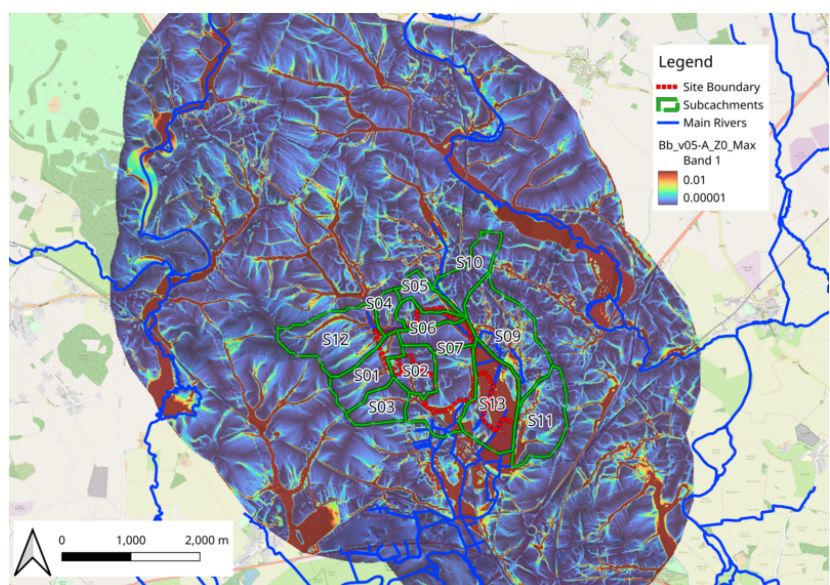 Legend
Site Boundary
Subcachments
Main Rivers
Bb_v05-A_Z0_Max
Band 1
0.01
0.00001
S10
S05
S04
S06
S09
S12
S07
S01
S02
S03
S13
S11
0 1,000 2,000 m